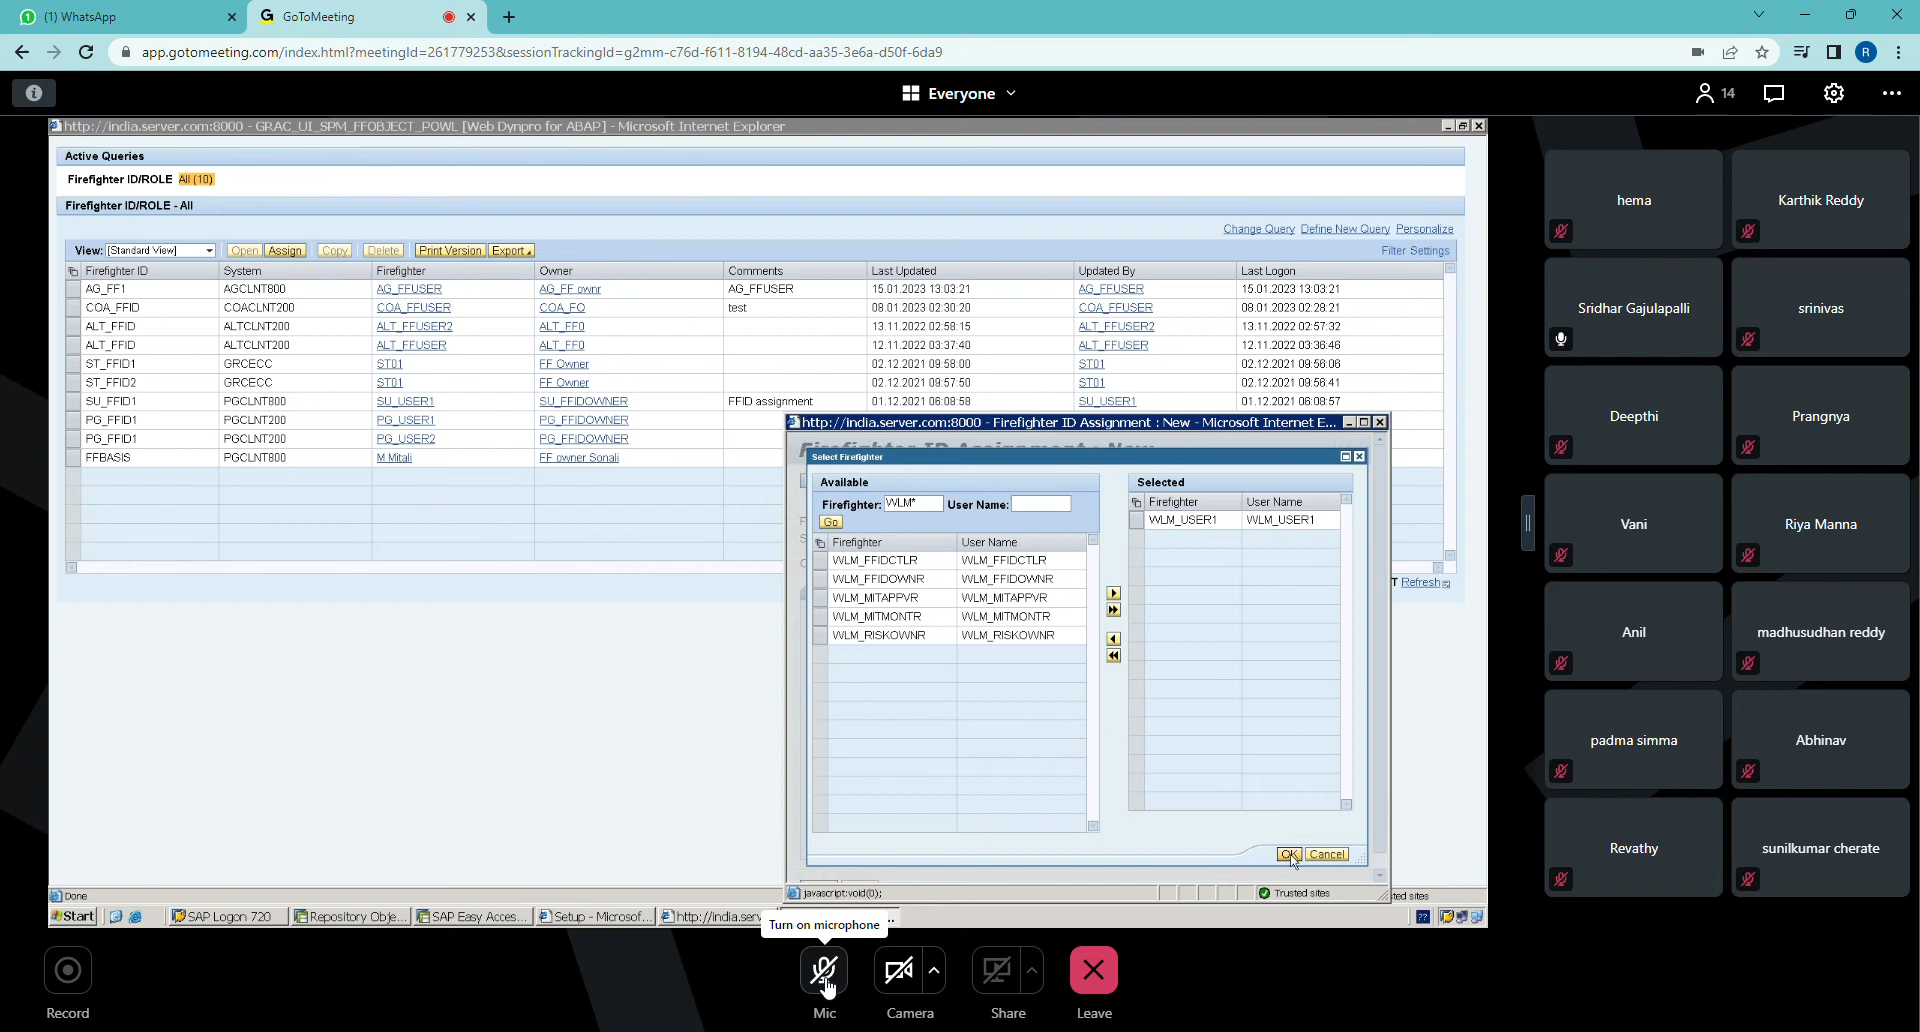 (1) WhatsApp
GoToMeeting
app.gotomeeting.com/index.html?meetingId=261779253&sessionTrackingId=g2mm-c76d-f611-8194-48cd-aa35-3e6a-d50f-6da9
R
Everyone
14
http://india.server.com:8000 - GRAC_UI_SPM_FFOBJECT_POWL [Web Dynpro for ABAP] - Microsoft Internet Explorer
Active Queries
Firefighter ID/ROLE All (10)
Firefighter ID/ROLE - All
Change Query Define New Query Personalize
View: [Standard View] Open Assign Copy Delete Print Version Export Filter Settings
Firefighter ID System Firefighter Owner Comments Last Updated Updated By Last Logon
AG_FF1 AGCLNT800 AG_FFUSER AG_FF ownr AG_FFUSER 15.01.2023 13:03:21 AG_FFUSER 15.01.2023 13:03:21
COA_FFID COACLNT200 COA_FFUSER COA_FO test 08.01.2023 02:30:20 COA_FFUSER 08.01.2023 02:28:21
ALT_FFID ALTCLNT200 ALT_FFUSER2 ALT_FFO 13.11.2022 02:58:15 ALT_FFUSER2 13.11.2022 02:57:32
ALT_FFID ALTCLNT200 ALT_FFUSER ALT_FFO 12.11.2022 03:37:40 ALT_FFUSER 12.11.2022 03:36:46
ST_FFID1 GRCECC ST01 FF Owner 02.12.2021 09:58:00 ST01 02.12.2021 09:56:06
ST_FFID2 GRCECC ST01 FF Owner 02.12.2021 09:57:50 ST01 02.12.2021 09:56:41
SU_FFID1 PGCLNT800 SU_USER1 SU_FFIDOWNER FFID assignment 01.12.2021 06:08:58 SU_USER1 01.12.2021 06:08:57
PG_FFID1 PGCLNT200 PG_USER1 PG_FFIDOWNER
PG_FFID1 PGCLNT200 PG_USER2 PG_FFIDOWNER
FFBASIS PGCLNT800 M Mitali FF owner Sonali
T Refresh
http://india.server.com:8000 - Firefighter ID Assignment : New - Microsoft Internet E...
Select Firefighter
Available
Firefighter: WLM* User Name:
Go
Firefighter User Name
WLM_FFIDCTLR WLM_FFIDCTLR
WLM_FFIDOWNR WLM_FFIDOWNR
WLM_MITAPPVR WLM_MITAPPVR
WLM_MITMONTR WLM_MITMONTR
WLM_RISKOWNR WLM_RISKOWNR
Selected
Firefighter User Name
WLM_USER1 WLM_USER1
OK Cancel
javascript:void(0); Trusted sites
Done ted sites
Start SAP Logon 720 Repository Obje... SAP Easy Acces... Setup - Microsof... http://india.serv ..
Turn on microphone
hema
Karthik Reddy
Sridhar Gajulapalli
srinivas
Deepthi
Prangnya
Vani
Riya Manna
Anil
madhusudhan reddy
padma simma
Abhinav
Revathy
sunilkumar cherate
Record
Mic
Camera
Share
Leave